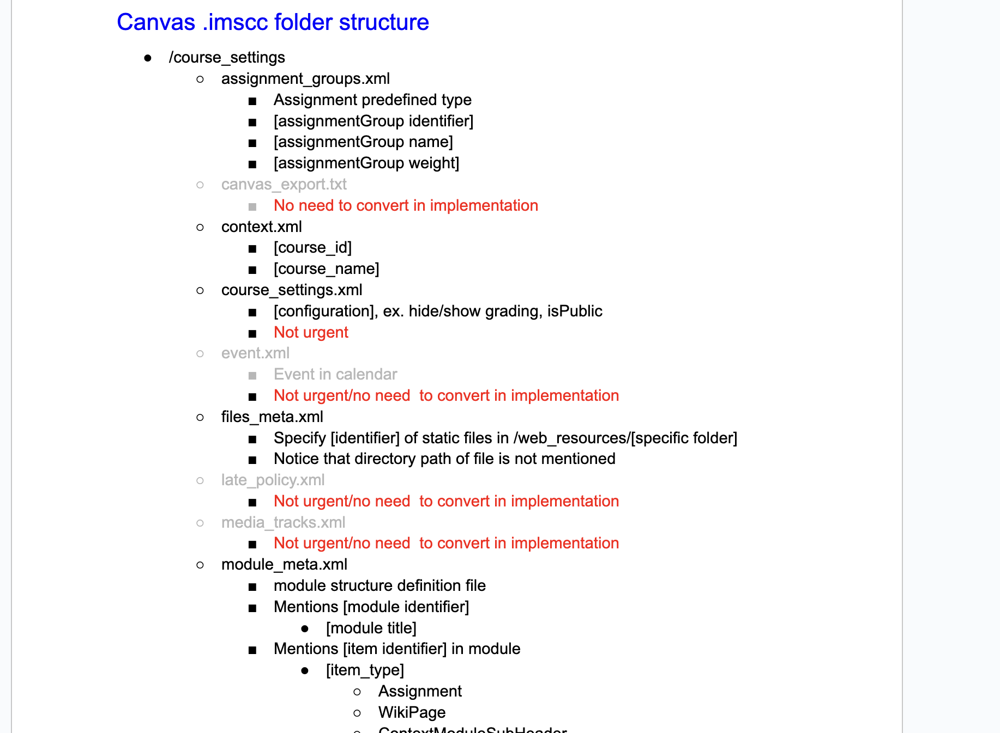 Canvas .imscc folder structure
/course_settings
assignment_groups.xml
Assignment predefined type
[assignmentGroup identifier]
[assignmentGroup name]
[assignmentGroup weight]
canvas_export.txt
No need to convert in implementation
context.xml
[course_id]
[course_name]
course_settings.xml
[configuration], ex. hide/show grading, isPublic
Not urgent
event.xml
Event in calendar
Not urgent/no need  to convert in implementation
files_meta.xml
Specify [identifier] of static files in /web_resources/[specific folder]
Notice that directory path of file is not mentioned
late_policy.xml
Not urgent/no need  to convert in implementation
media_tracks.xml
Not urgent/no need  to convert in implementation
module_meta.xml
module structure definition file
Mentions [module identifier]
[module title]
Mentions [item identifier] in module
[item_type]
Assignment
WikiPage
ContextModuleSubHeader